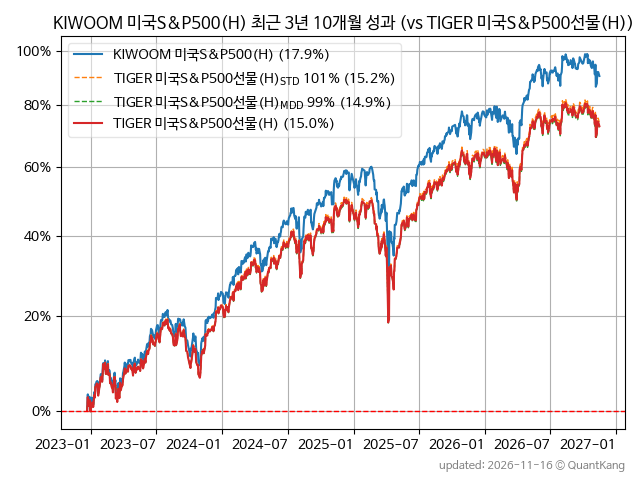 KIWOOM 미국S&P500(H) 최근 3년 10개월 성과 (vs TIGER 미국S&P500선물(H))
KIWOOM 미국S&P500(H) (17.9%)
TIGER 미국S&P500선물(H)STD 101% (15.2%)
TIGER 미국S&P500선물(H)MDD 99% (14.9%)
TIGER 미국S&P500선물(H) (15.0%)
100%
80%
60%
40%
20%
0%
2023-01 2023-07 2024-01 2024-07 2025-01 2025-07 2026-01 2026-07 2027-01
updated: 2026-11-16 © QuantKang